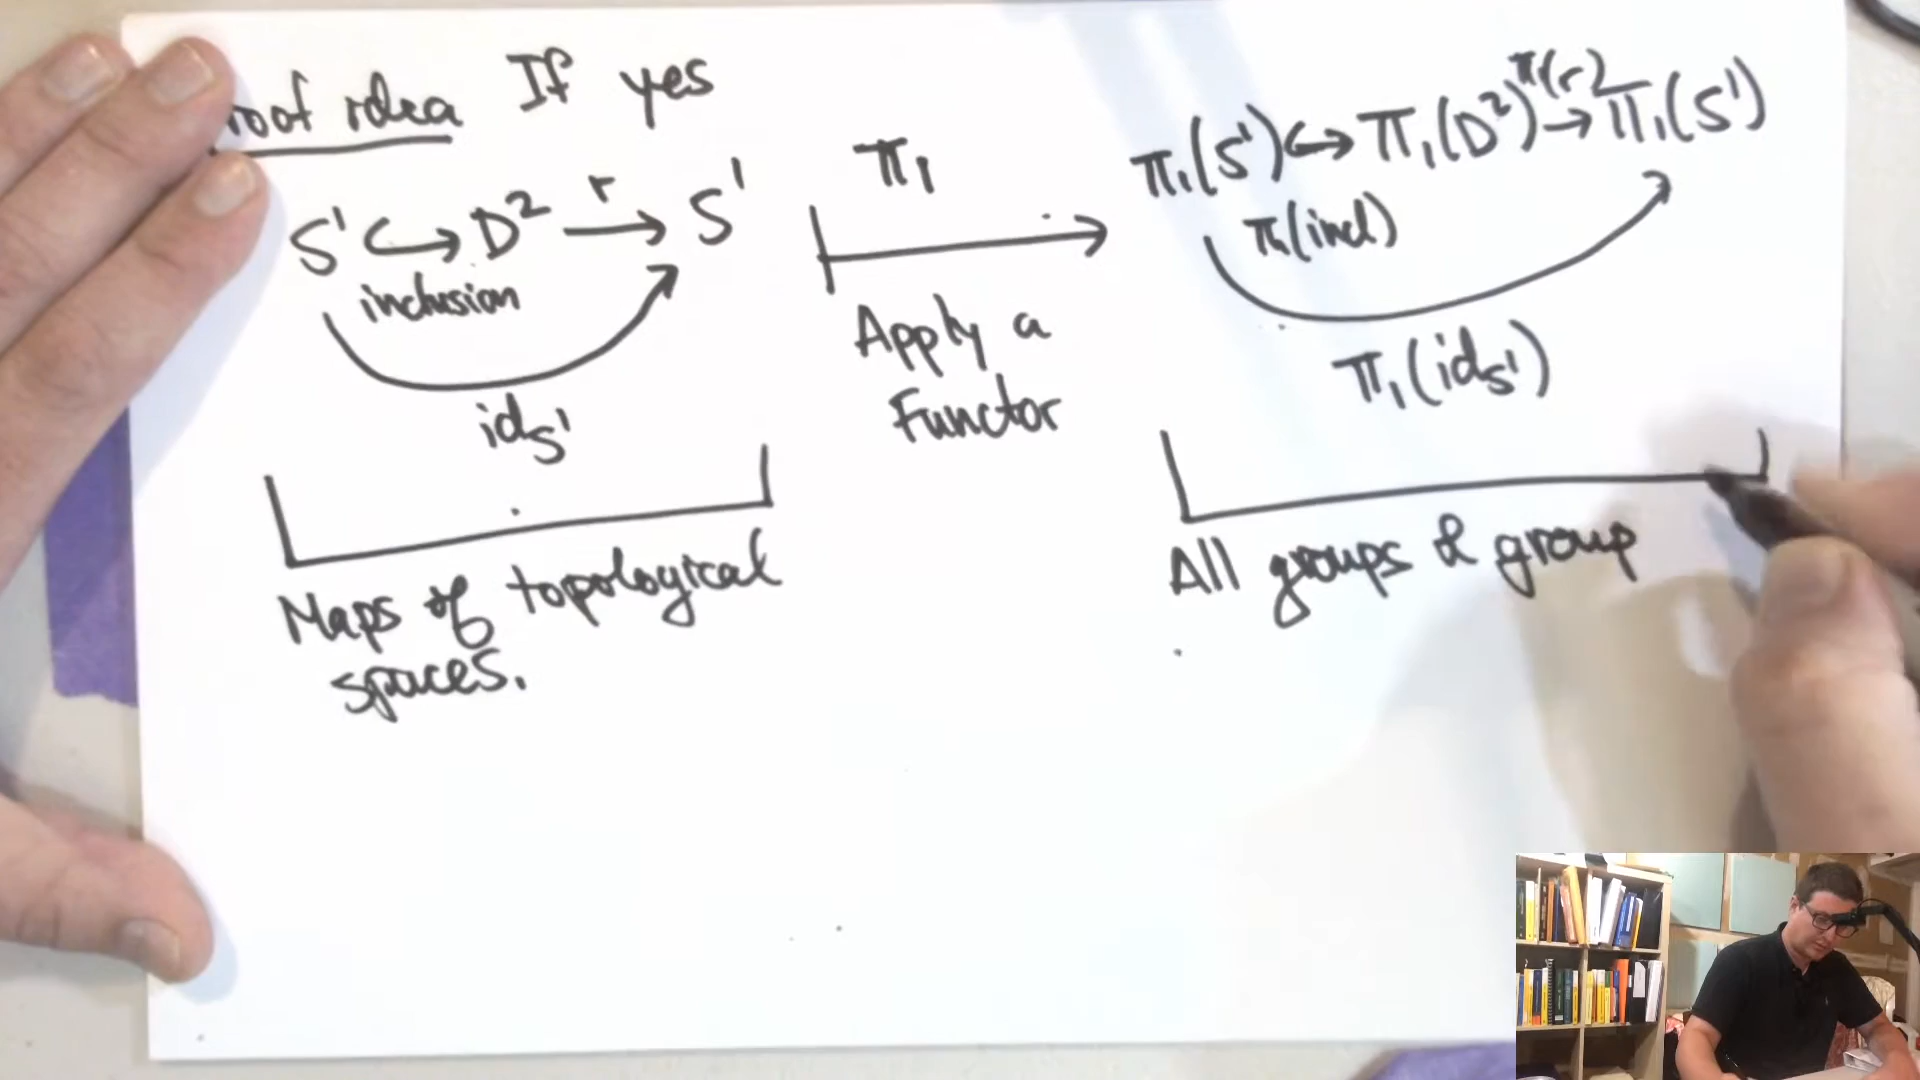 roof idea If yes
S¹ ↪ D² →r S¹
inclusion
id_S¹
Maps of topological
spaces.
π₁
Apply a
Functor
π₁(S¹) ↪ π₁(D²) →π₁(r) π₁(S¹)
π₁(incl)
π₁(id_S¹)
All groups & group